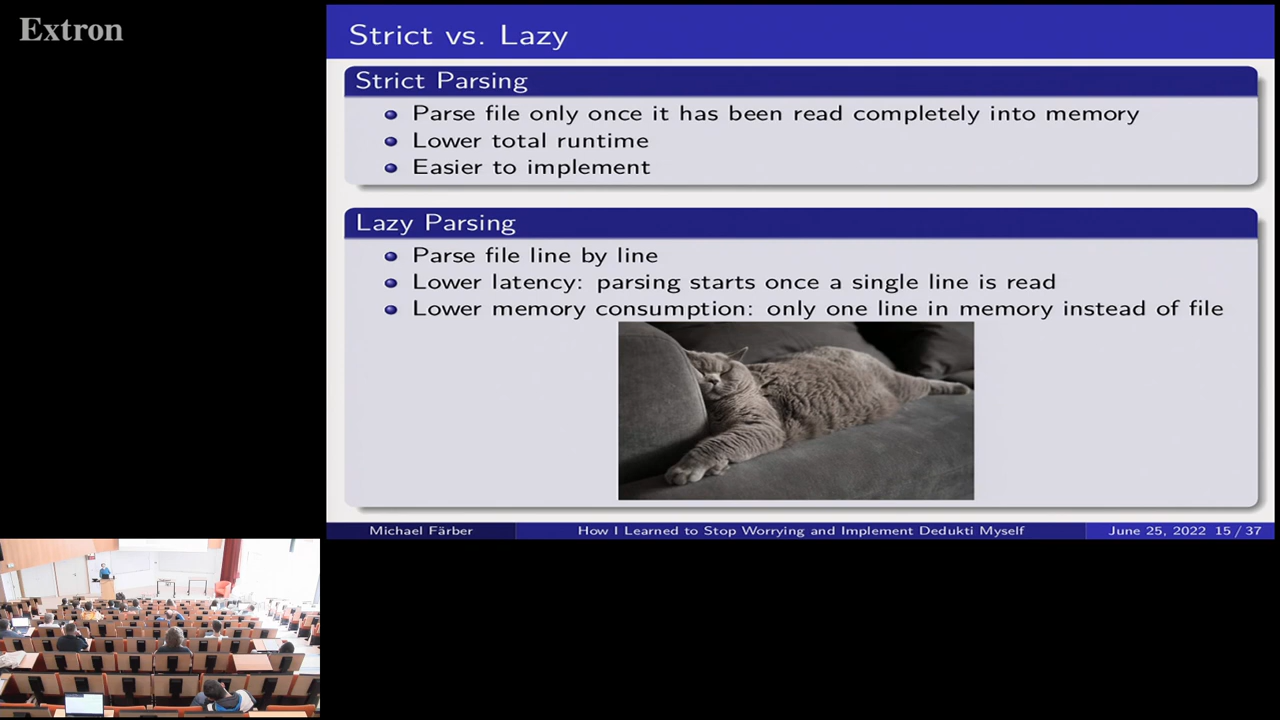 Extron
Strict vs. Lazy
Strict Parsing
Parse file only once it has been read completely into memory
Lower total runtime
Easier to implement
Lazy Parsing
Parse file line by line
Lower latency: parsing starts once a single line is read
Lower memory consumption: only one line in memory instead of file
Michael Färber How I Learned to Stop Worrying and Implement Dedukti Myself June 25, 2022 15 / 37